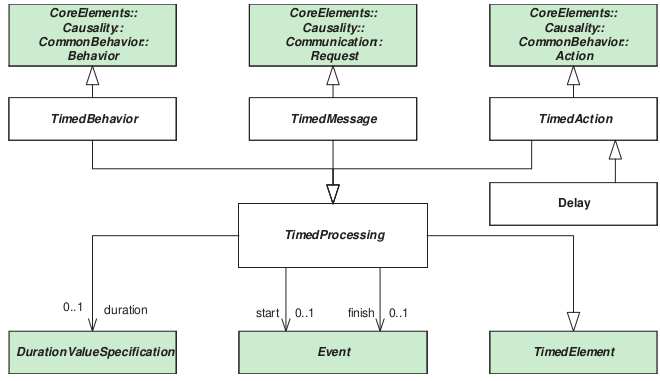 CoreElements::
Causality::
CommonBehavior::
Behavior
CoreElements::
Causality::
Communication::
Request
CoreElements::
Causality::
CommonBehavior::
Action
TimedBehavior
TimedMessage
TimedAction
Delay
TimedProcessing
0..1
duration
start
0..1
finish
0..1
DurationValueSpecification
Event
TimedElement